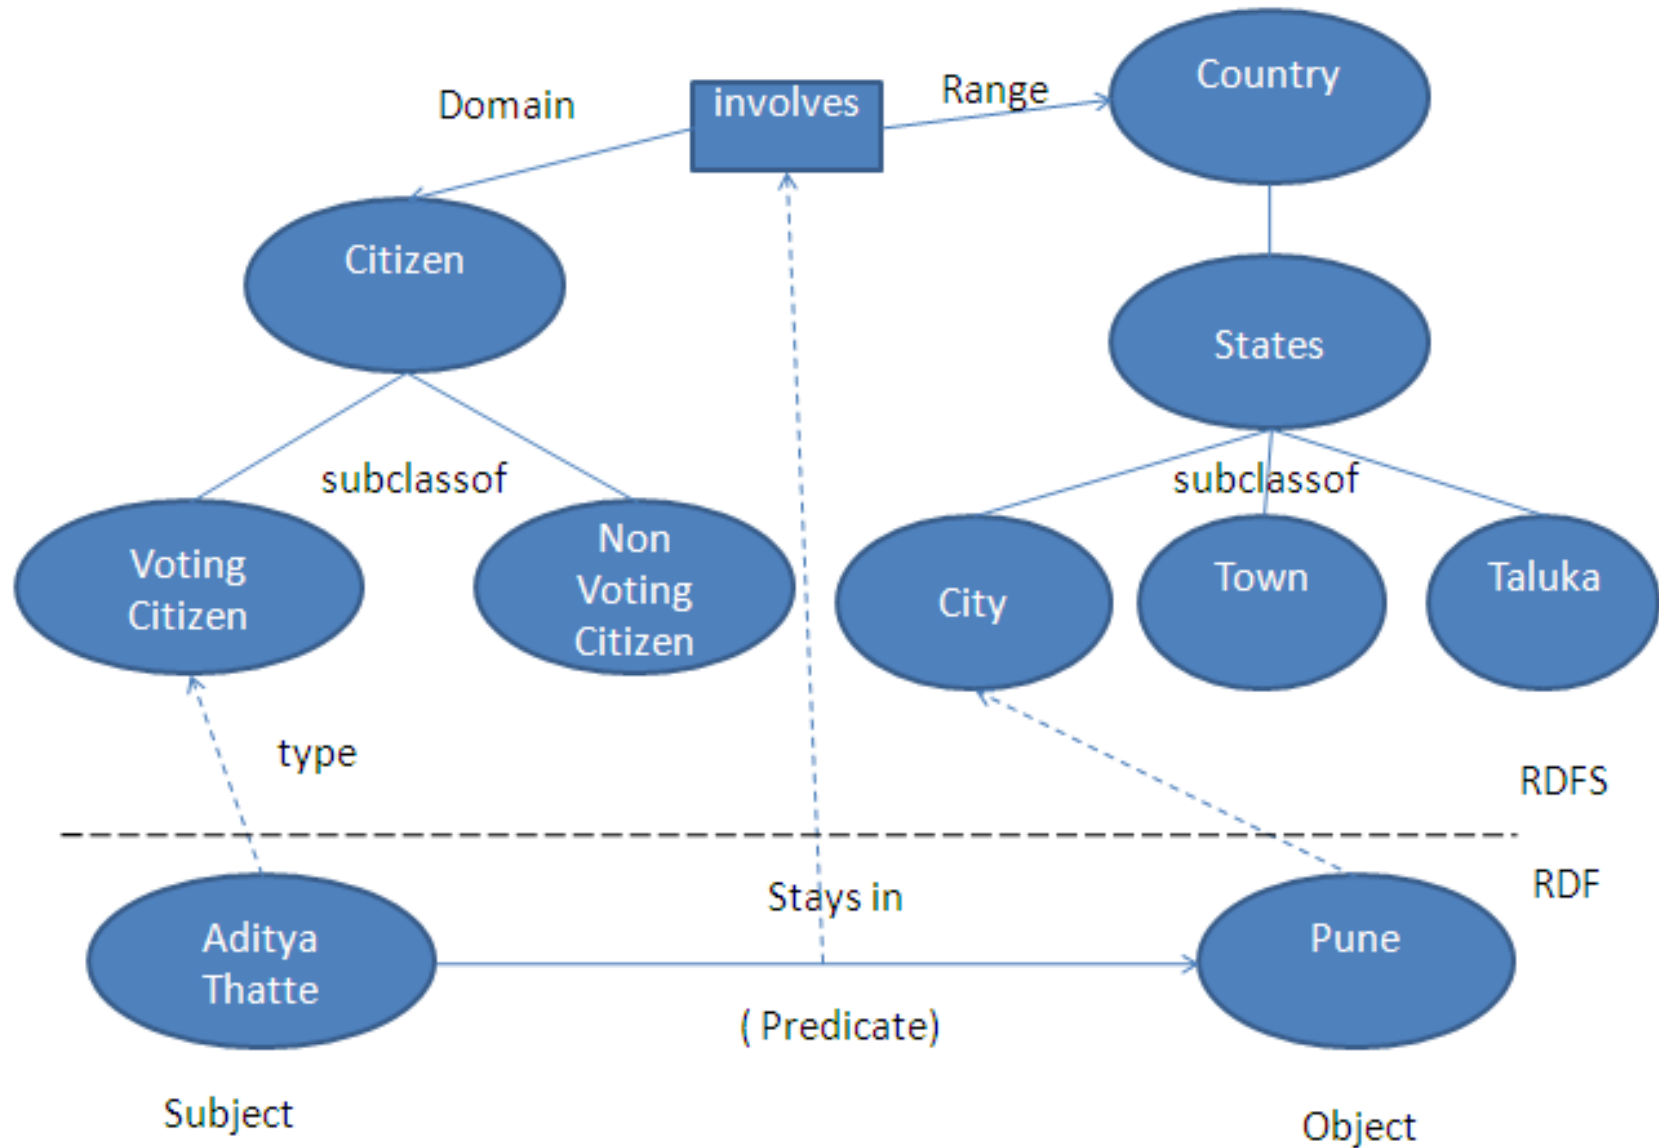 Country
involves
Range
Domain
Citizen
States
subclassof
subclassof
Non
Voting
Citizen
Voting
Citizen
City
Town
Taluka
type
RDFS
RDF
Stays in
Aditya
Thatte
Pune
( Predicate)
Subject
Object